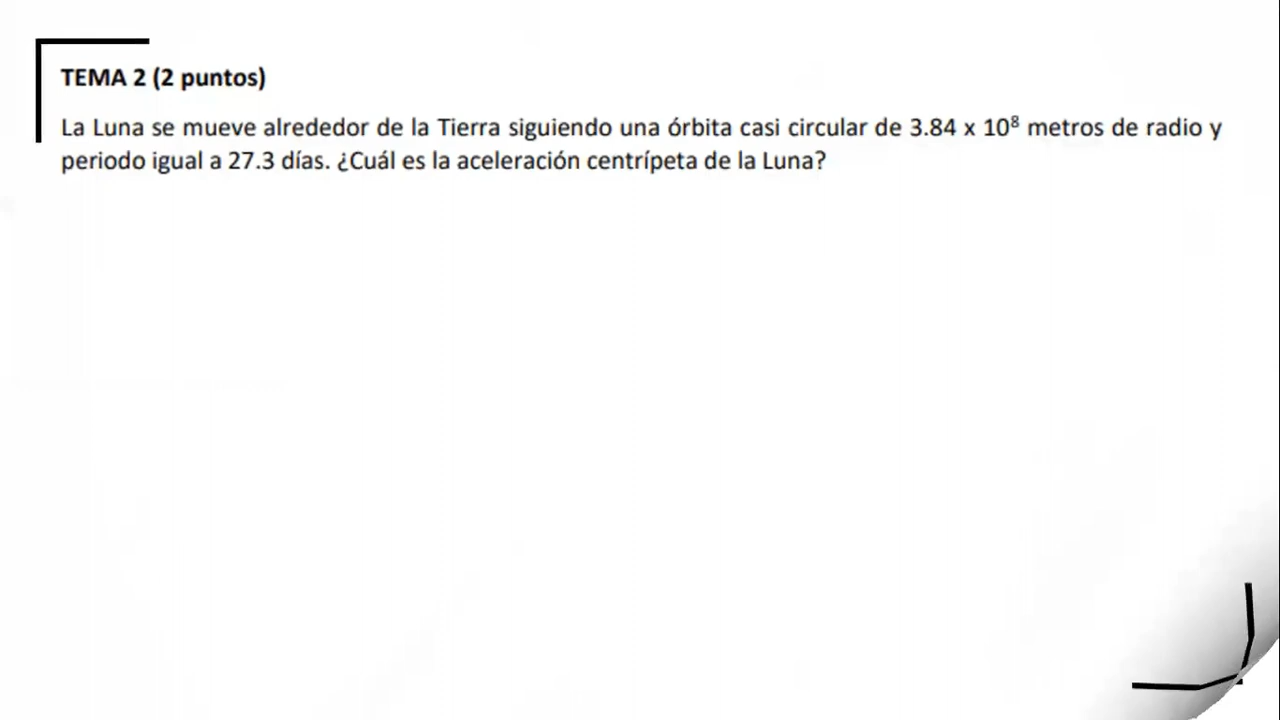 TEMA 2 (2 puntos)
La Luna se mueve alrededor de la Tierra siguiendo una órbita casi circular de 3.84 x 10⁸ metros de radio y
periodo igual a 27.3 días. ¿Cuál es la aceleración centrípeta de la Luna?